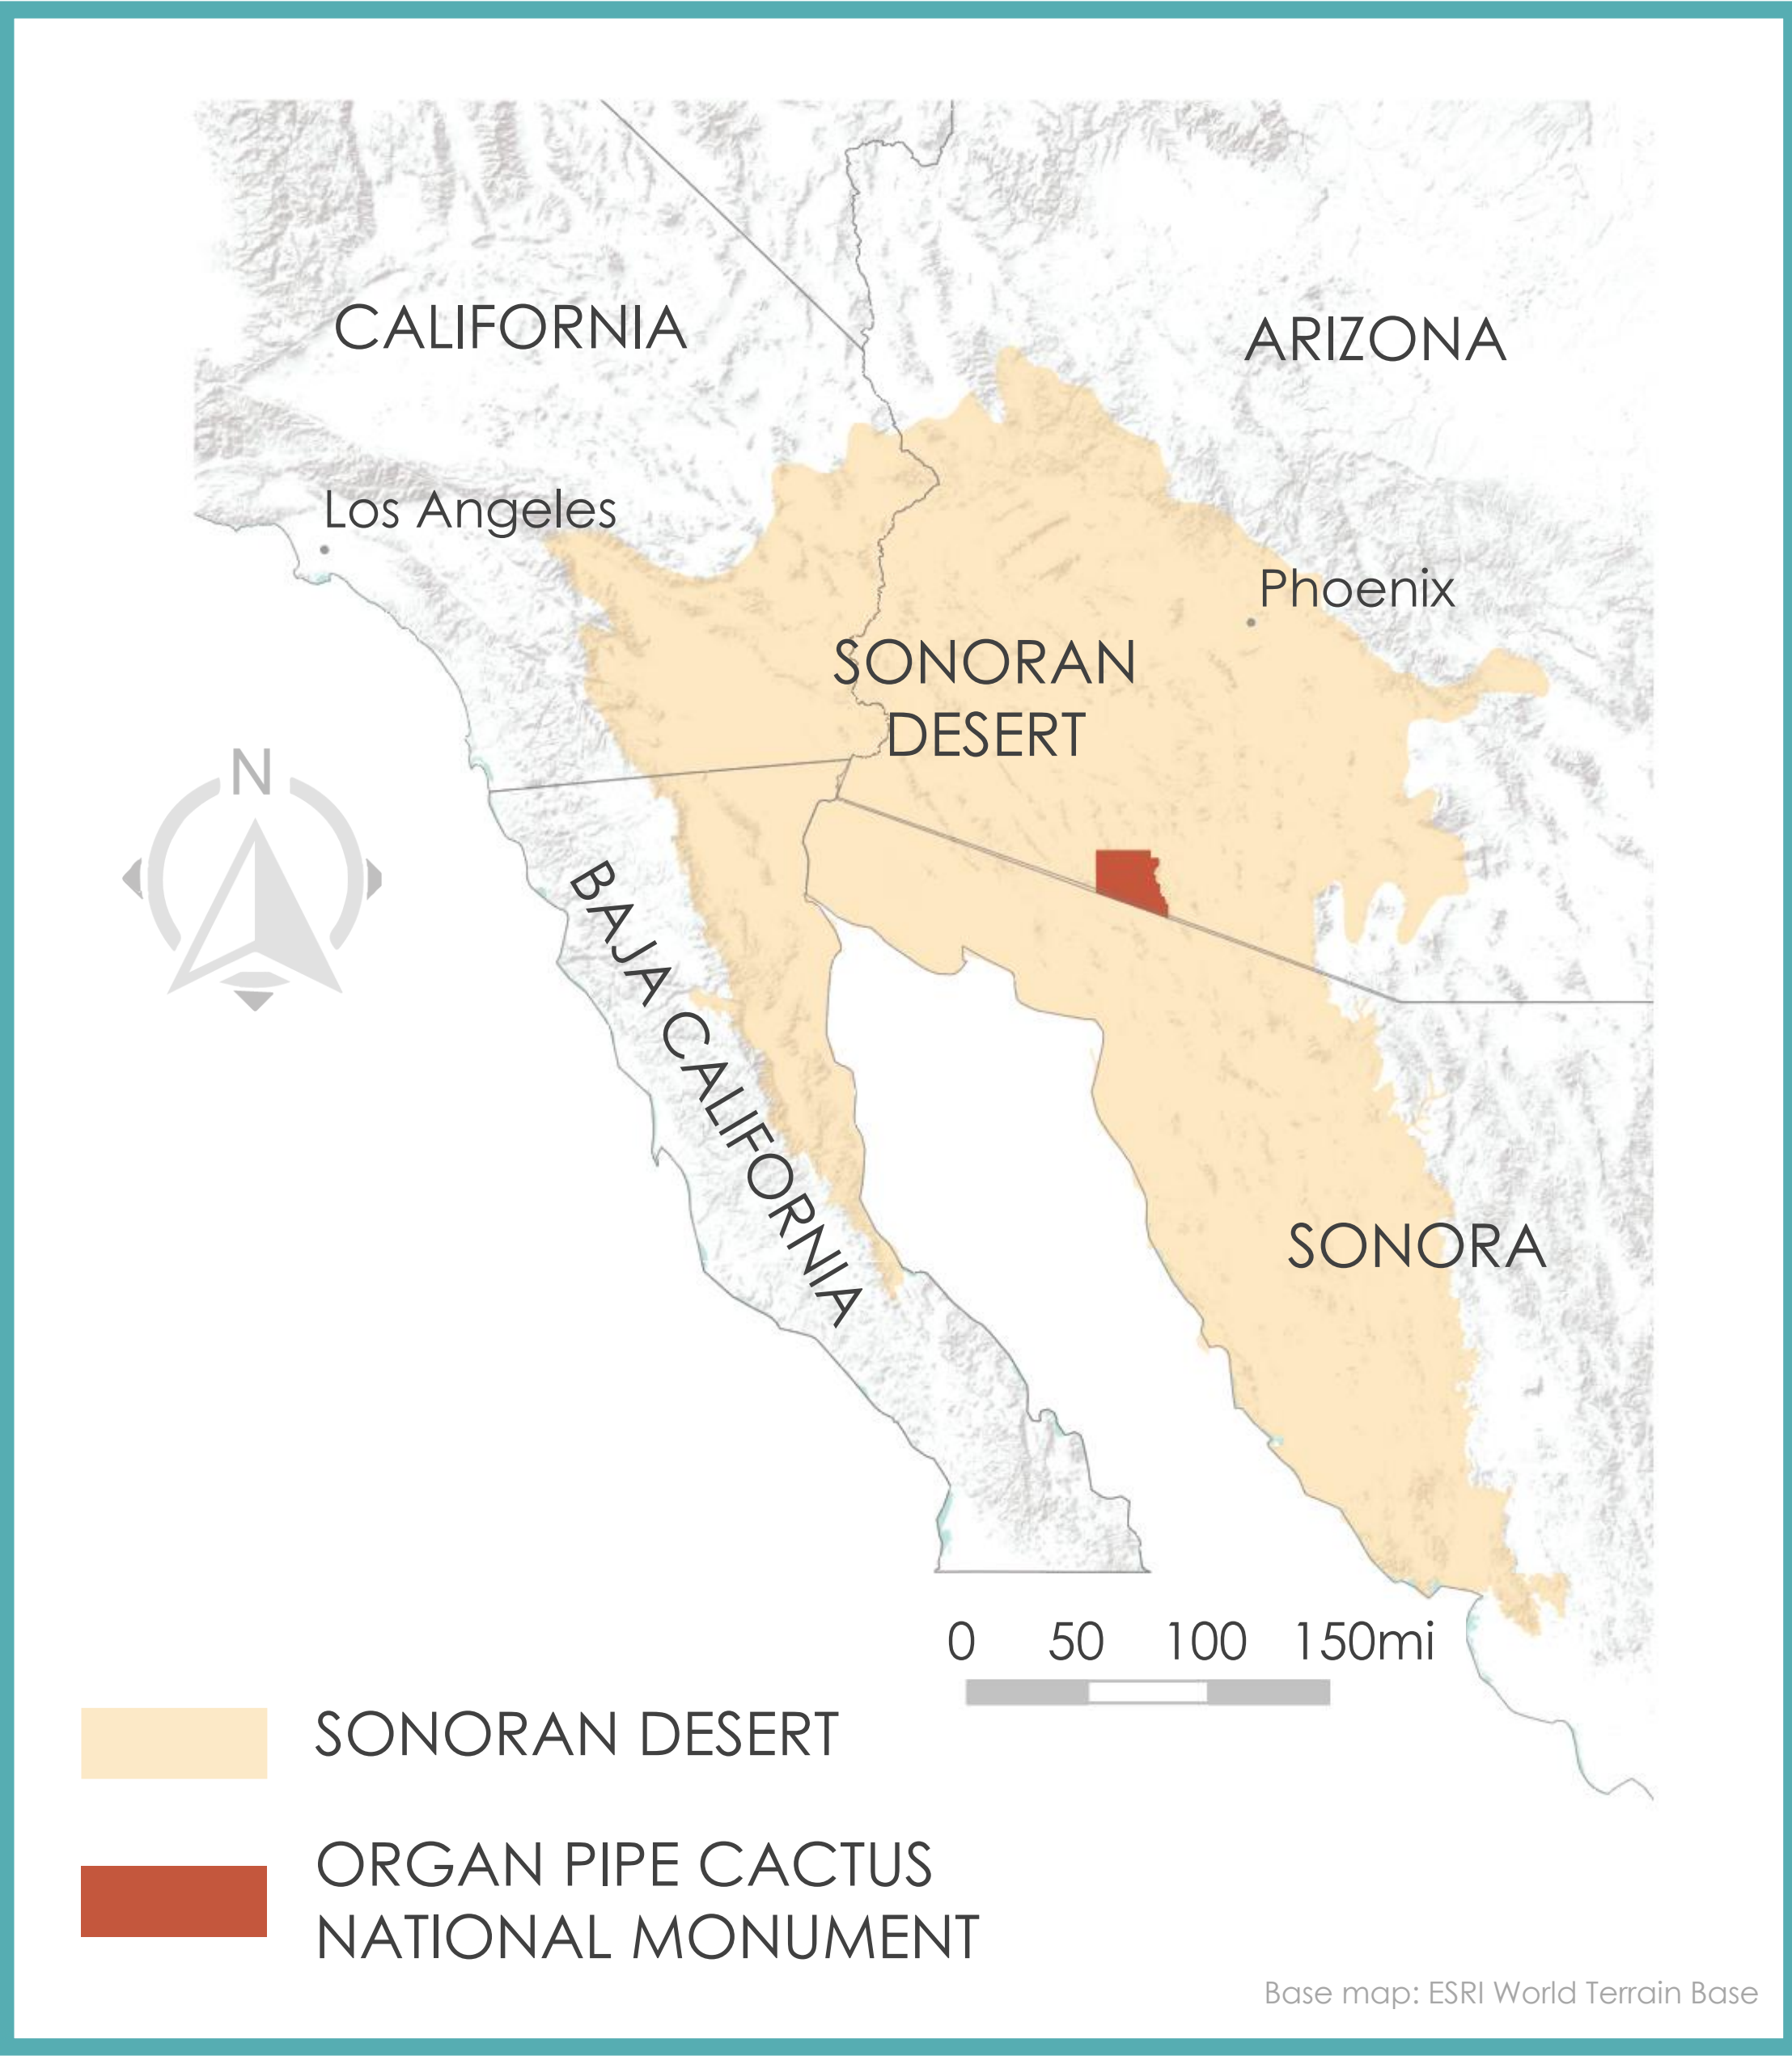 CALIFORNIA
ARIZONA
Los Angeles
Phoenix
SONORAN
DESERT
N
BAJA CALIFORNIA
SONORA
0 50 100 150mi
SONORAN DESERT
ORGAN PIPE CACTUS
NATIONAL MONUMENT
Base map: ESRI World Terrain Base